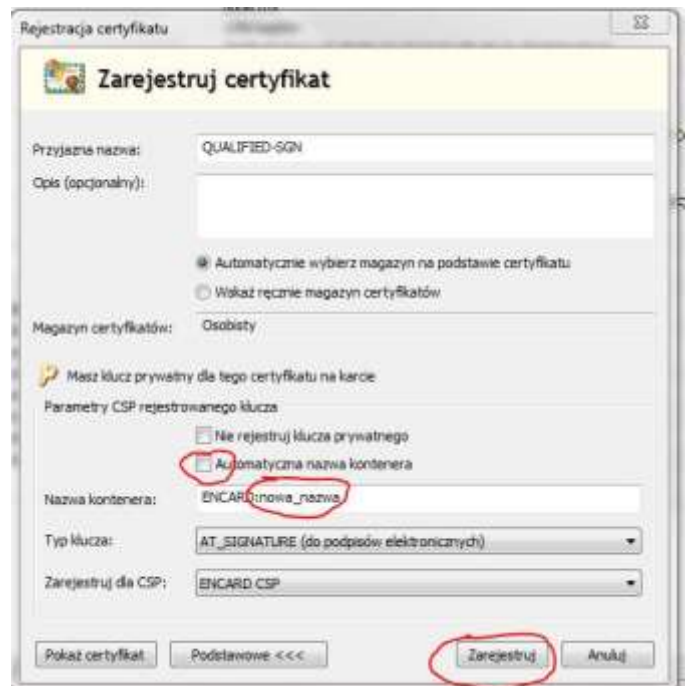 Rejestracja certyfikatu
Zarejestruj certyfikat
Przyjazna nazwa: QUALIFIED-SGN
Opis (opcjonalny):
Automatycznie wybierz magazyn na podstawie certyfikatu
Wskaż ręcznie magazyn certyfikatów
Magazyn certyfikatów: Osobisty
Masz klucz prywatny dla tego certyfikatu na karcie
Parametry CSP rejestrowanego klucza
Nie rejestruj klucza prywatnego
Automatyczna nazwa kontenera
Nazwa kontenera: ENCARD:nowa_nazwa
Typ klucza: AT_SIGNATURE (do podpisów elektronicznych)
Zarejestruj dla CSP: ENCARD CSP
Pokaż certyfikat Podstawowe <<< Zarejestruj Anuluj